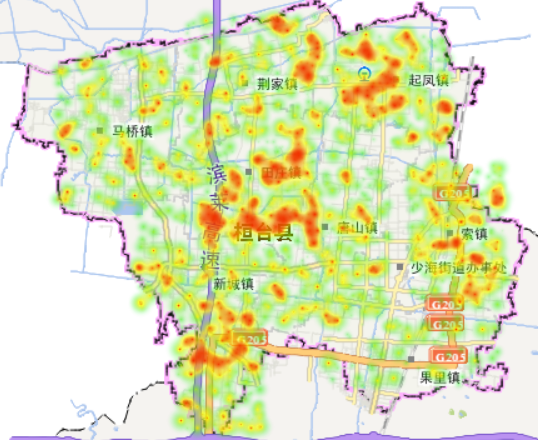 荆家镇
起凤镇
马桥镇
田庄镇
G205
滨莱高速
桓台县
唐山镇
索镇
少海街道办事处
新城镇
G205
G205
G205
G205
果里镇